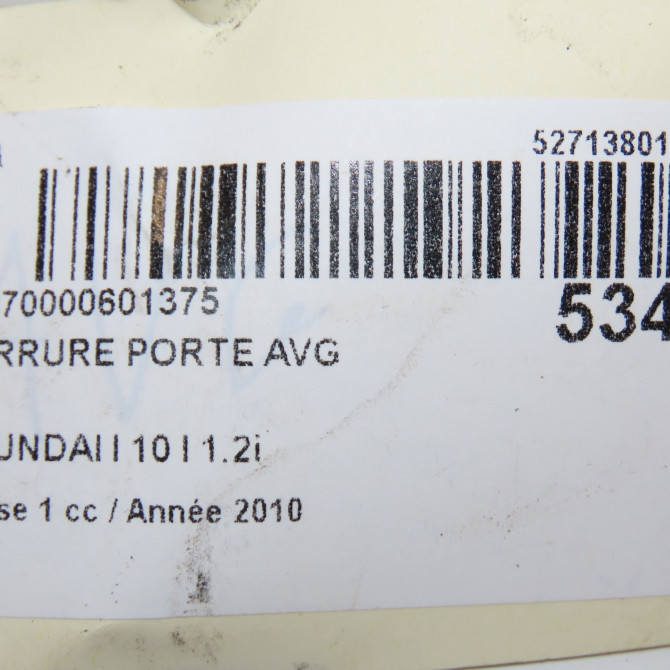 52713801
70000601375
534
RRURE PORTE AVG
UNDAI I 10 I 1.2i
se 1 cc / Année 2010